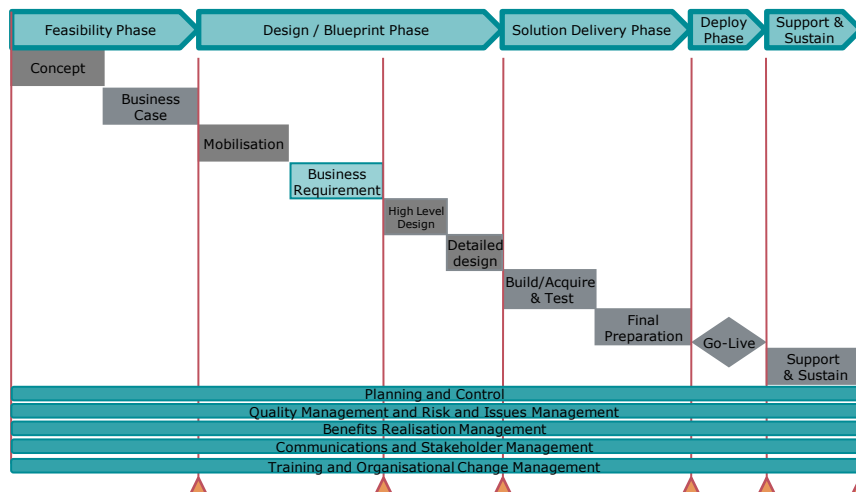 Feasibility Phase
Design / Blueprint Phase
Solution Delivery Phase
Deploy
Phase
Support &
Sustain
Concept
Business
Case
Mobilisation
Business
Requirement
High Level
Design
Detailed
design
Build/Acquire
& Test
Final
Preparation
Go-Live
Support
& Sustain
Planning and Control
Quality Management and Risk and Issues Management
Benefits Realisation Management
Communications and Stakeholder Management
Training and Organisational Change Management